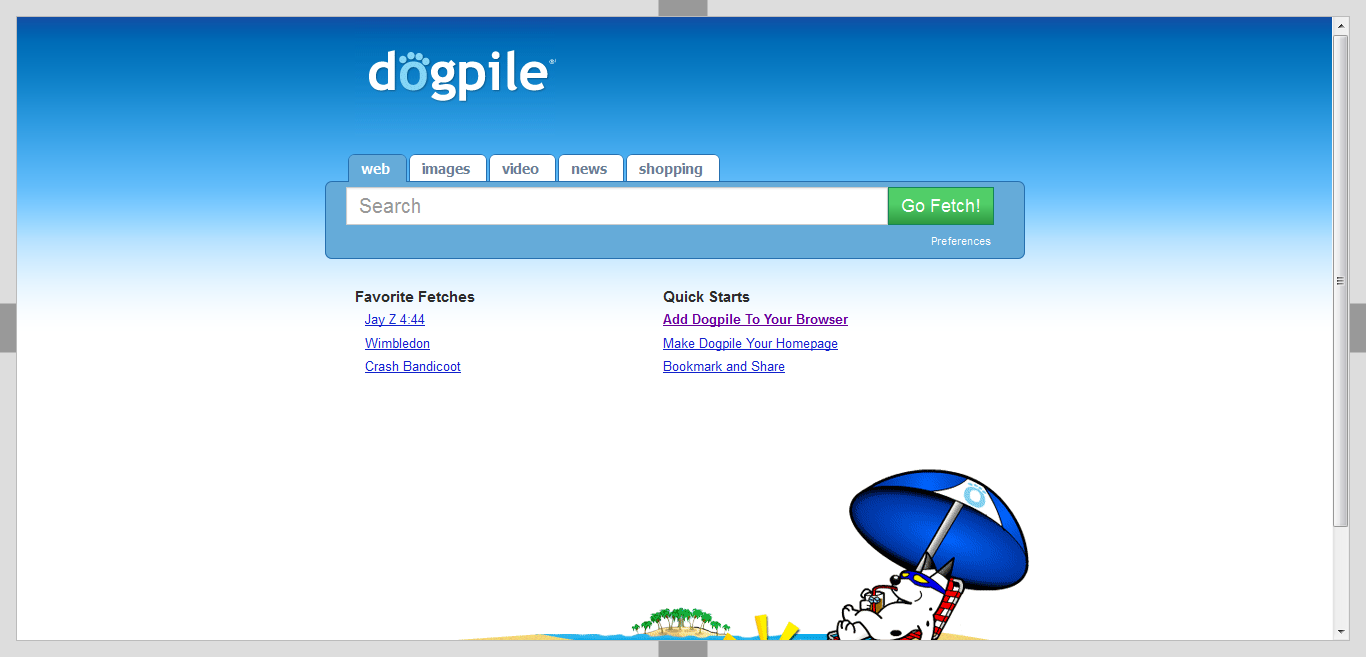 dogpile®
web images video news shopping
Search Go Fetch!
Preferences
Favorite Fetches
Jay Z 4:44
Wimbledon
Crash Bandicoot
Quick Starts
Add Dogpile To Your Browser
Make Dogpile Your Homepage
Bookmark and Share